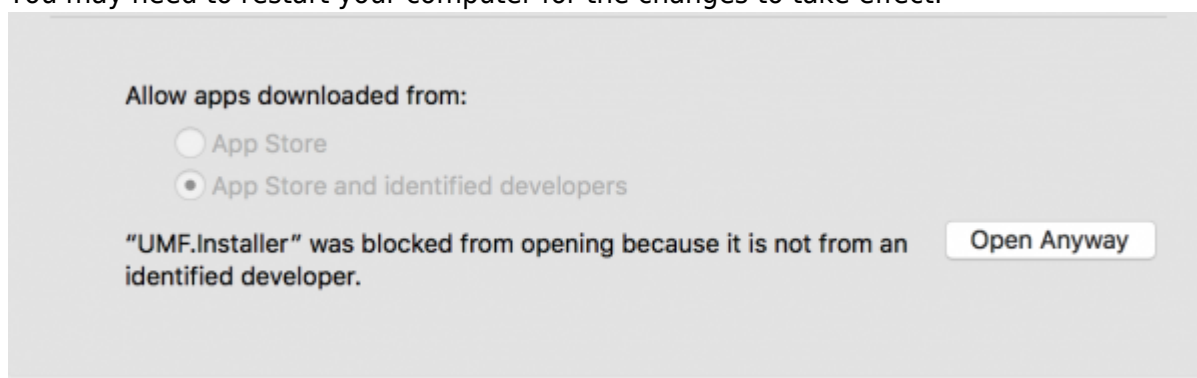 You may need to restart your computer for the changes to take effect.
Allow apps downloaded from:
App Store
App Store and identified developers
“UMF.Installer” was blocked from opening because it is not from an
Open Anyway
identified developer.